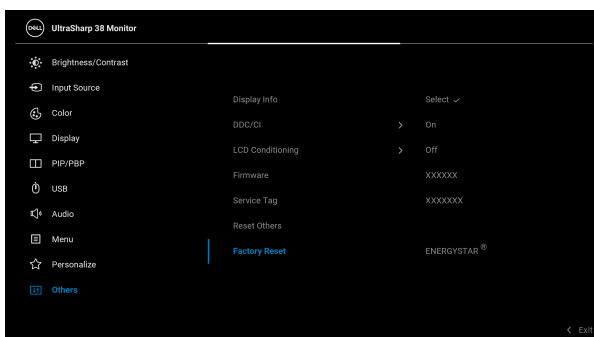 DELL UltraSharp 38 Monitor
Brightness/Contrast
Input Source
Color
Display
PIP/PBP
USB
Audio
Menu
Personalize
Others
Display Info Select ✓
DDC/CI > On
LCD Conditioning > Off
Firmware XXXXXX
Service Tag XXXXXXX
Reset Others
Factory Reset ENERGYSTAR ®
< Exit